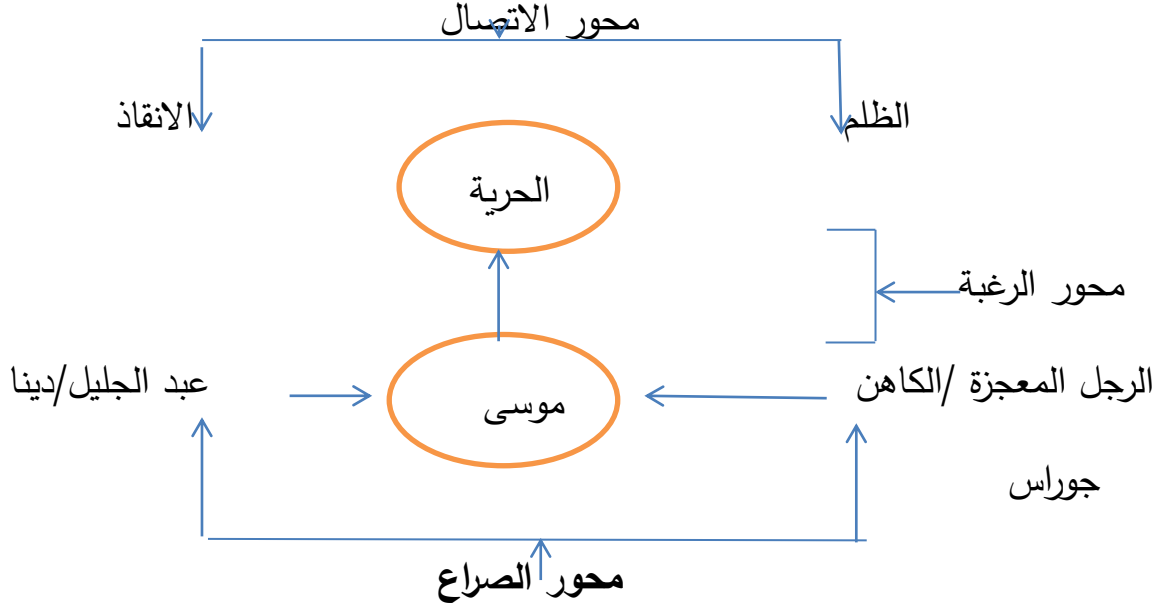 محور الاتصال
الظلم
الانقاذ
الحرية
محور الرغبة
الرجل المعجزة /الكاهن
جوراس
موسى
عبد الجليل/دينا
محور الصراع